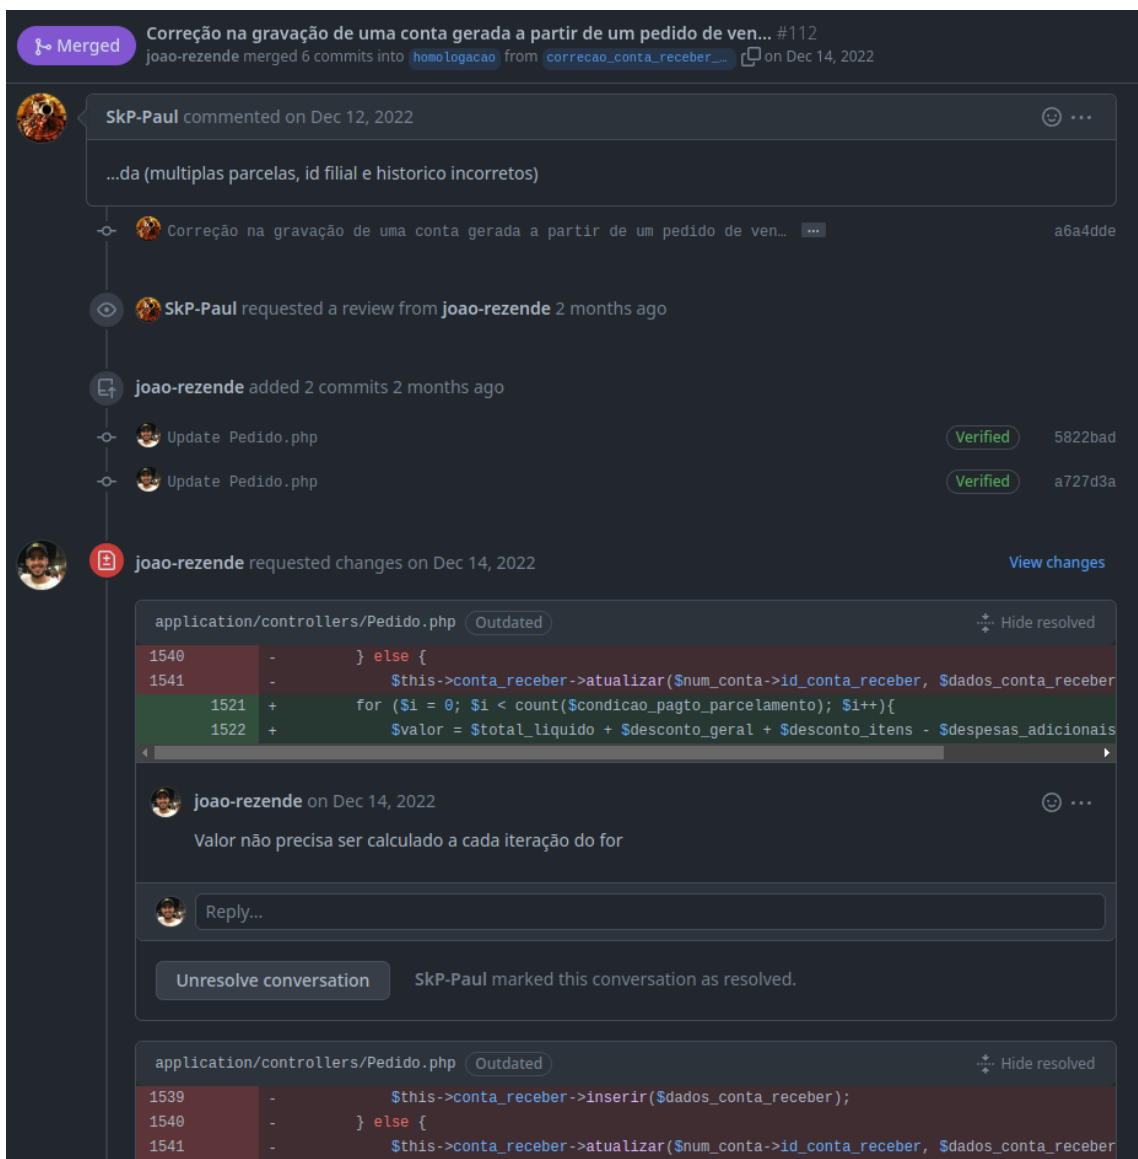 Merged
Correção na gravação de uma conta gerada a partir de um pedido de ven... #112
joao-rezende merged 6 commits into homologacao from correcao_conta_receber_… on Dec 14, 2022
SkP-Paul commented on Dec 12, 2022
...da (multiplas parcelas, id filial e historico incorretos)
Correção na gravação de uma conta gerada a partir de um pedido de ven… ... a6a4dde
SkP-Paul requested a review from joao-rezende 2 months ago
joao-rezende added 2 commits 2 months ago
Update Pedido.php Verified 5822bad
Update Pedido.php Verified a727d3a
joao-rezende requested changes on Dec 14, 2022 View changes
application/controllers/Pedido.php Outdated Hide resolved
1540 - } else {
1541 - $this->conta_receber->atualizar($num_conta->id_conta_receber, $dados_conta_receber
1521 + for ($i = 0; $i < count($condicao_pagto_parcelamento); $i++){
1522 + $valor = $total_liquido + $desconto_geral + $desconto_itens - $despesas_adicionais
joao-rezende on Dec 14, 2022
Valor não precisa ser calculado a cada iteração do for
Reply...
Unresolve conversation SkP-Paul marked this conversation as resolved.
application/controllers/Pedido.php Outdated Hide resolved
1539 - $this->conta_receber->inserir($dados_conta_receber);
1540 - } else {
1541 - $this->conta_receber->atualizar($num_conta->id_conta_receber, $dados_conta_receber